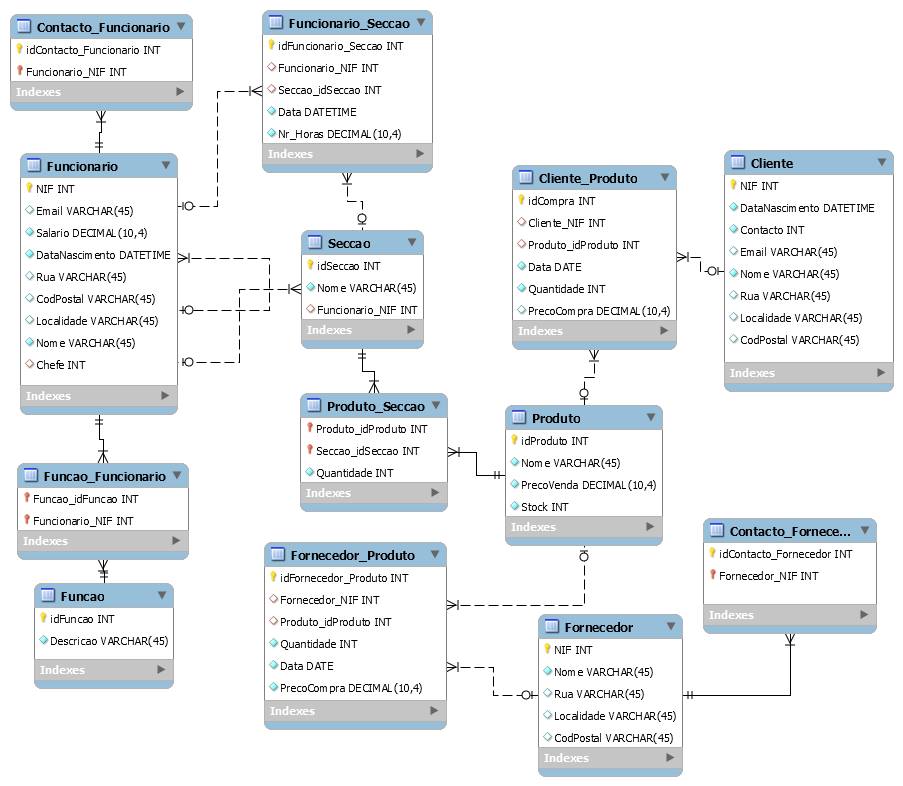 Contacto_Funcionario
idContacto_Funcionario INT
Funcionario_NIF INT
Indexes
Funcionario_Seccao
idFuncionario_Seccao INT
Funcionario_NIF INT
Seccao_idSeccao INT
Data DATETIME
Nr_Horas DECIMAL(10,4)
Indexes
Funcionario
NIF INT
Email VARCHAR(45)
Salario DECIMAL(10,4)
DataNascimento DATETIME
Rua VARCHAR(45)
CodPostal VARCHAR(45)
Localidade VARCHAR(45)
Nome VARCHAR(45)
Chefe INT
Indexes
Seccao
idSeccao INT
Nome VARCHAR(45)
Funcionario_NIF INT
Indexes
Cliente_Produto
idCompra INT
Cliente_NIF INT
Produto_idProduto INT
Data DATE
Quantidade INT
PrecoCompra DECIMAL(10,4)
Indexes
Cliente
NIF INT
DataNascimento DATETIME
Contacto INT
Email VARCHAR(45)
Nome VARCHAR(45)
Rua VARCHAR(45)
Localidade VARCHAR(45)
CodPostal VARCHAR(45)
Indexes
Produto_Seccao
Produto_idProduto INT
Seccao_idSeccao INT
Quantidade INT
Indexes
Produto
idProduto INT
Nome VARCHAR(45)
PrecoVenda DECIMAL(10,4)
Stock INT
Indexes
Funcao_Funcionario
Funcao_idFuncao INT
Funcionario_NIF INT
Indexes
Funcao
idFuncao INT
Descricao VARCHAR(45)
Indexes
Fornecedor_Produto
idFornecedor_Produto INT
Fornecedor_NIF INT
Produto_idProduto INT
Quantidade INT
Data DATE
PrecoCompra DECIMAL(10,4)
Indexes
Contacto_Fornece...
idContacto_Fornecedor INT
Fornecedor_NIF INT
Indexes
Fornecedor
NIF INT
Nome VARCHAR(45)
Rua VARCHAR(45)
Localidade VARCHAR(45)
CodPostal VARCHAR(45)
Indexes